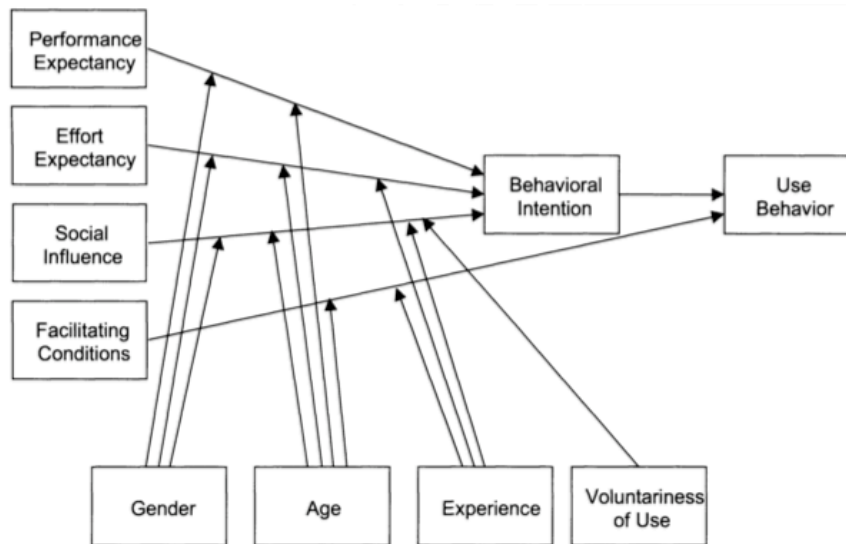 Performance
Expectancy
Effort
Expectancy
Social
Influence
Facilitating
Conditions
Behavioral
Intention
Use
Behavior
Gender
Age
Experience
Voluntariness
of Use